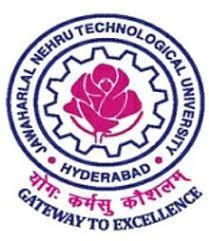 JAWAHARLAL NEHRU TECHNOLOGICAL UNIVERSITY
HYDERABAD
योगः कर्मसु कौशलम्
GATEWAY TO EXCELLENCE